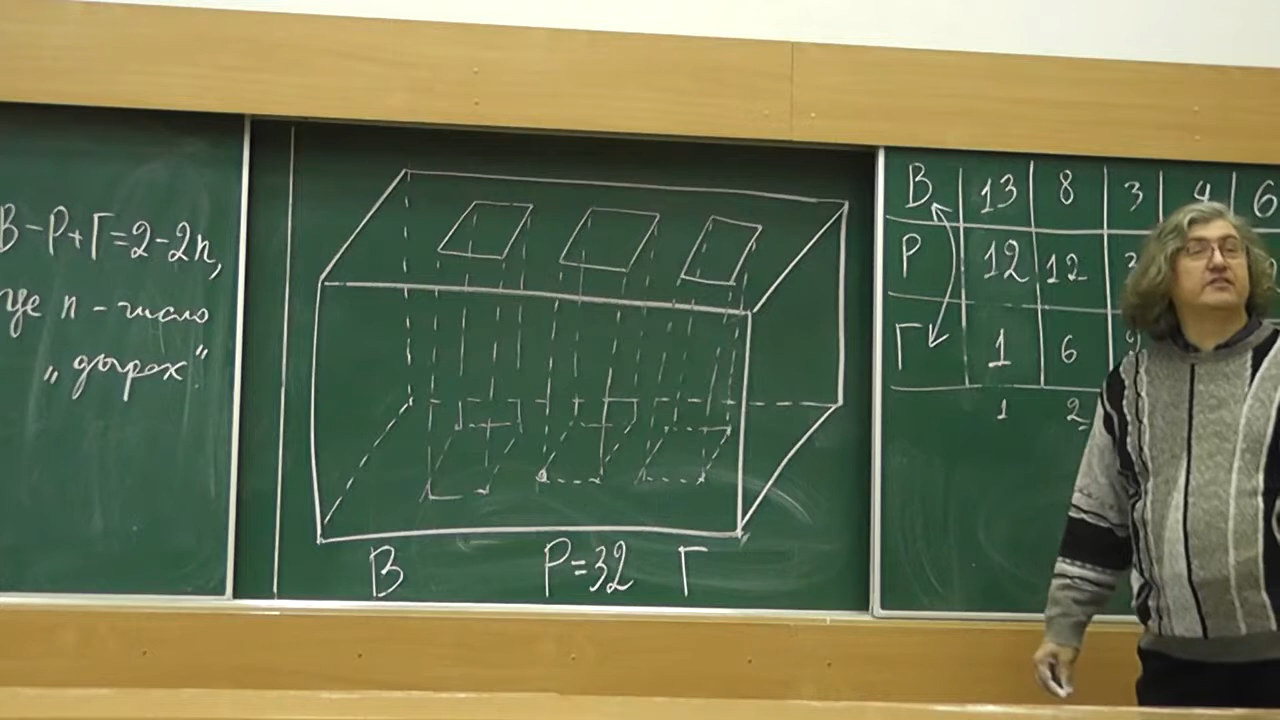 В-Р+Г=2-2n,
где n - число
„дырок”
В Р=32 Г
В 13 8 3 4 6
Р 12 12
Г 1 6
1 2